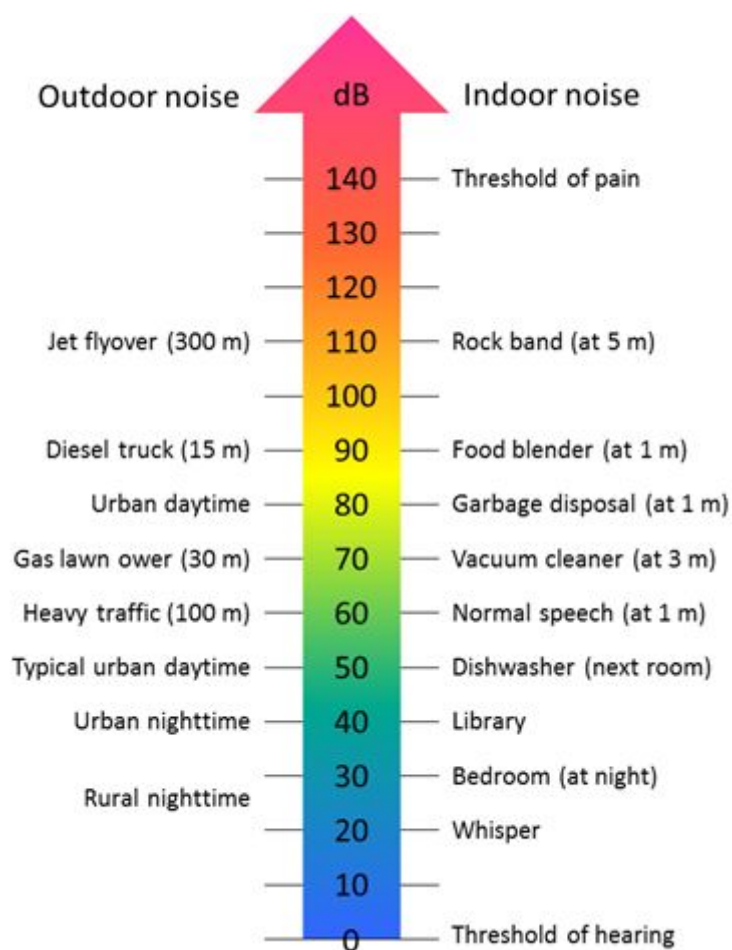 Outdoor noise dB Indoor noise
140 Threshold of pain
130
120
Jet flyover (300 m) 110 Rock band (at 5 m)
100
Diesel truck (15 m) 90 Food blender (at 1 m)
Urban daytime 80 Garbage disposal (at 1 m)
Gas lawn ower (30 m) 70 Vacuum cleaner (at 3 m)
Heavy traffic (100 m) 60 Normal speech (at 1 m)
Typical urban daytime 50 Dishwasher (next room)
Urban nighttime 40 Library
30 Bedroom (at night)
Rural nighttime
20 Whisper
10
0 Threshold of hearing